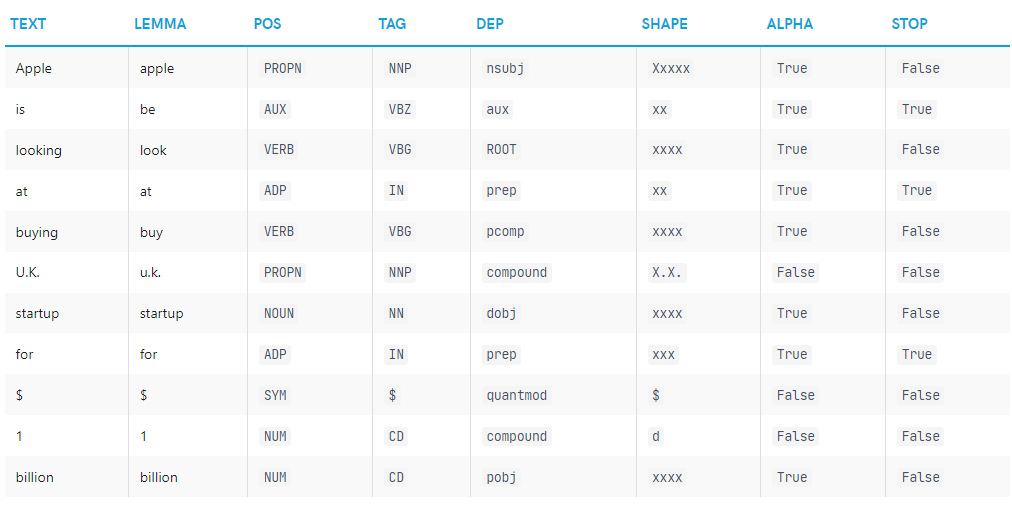 TEXT LEMMA POS TAG DEP SHAPE ALPHA STOP
Apple apple PROPN NNP nsubj Xxxxx True False
is be AUX VBZ aux xx True True
looking look VERB VBG ROOT xxxx True False
at at ADP IN prep xx True True
buying buy VERB VBG pcomp xxxx True False
U.K. u.k. PROPN NNP compound X.X. False False
startup startup NOUN NN dobj xxxx True False
for for ADP IN prep xxx True True
$ $ SYM $ quantmod $ False False
1 1 NUM CD compound d False False
billion billion NUM CD pobj xxxx True False